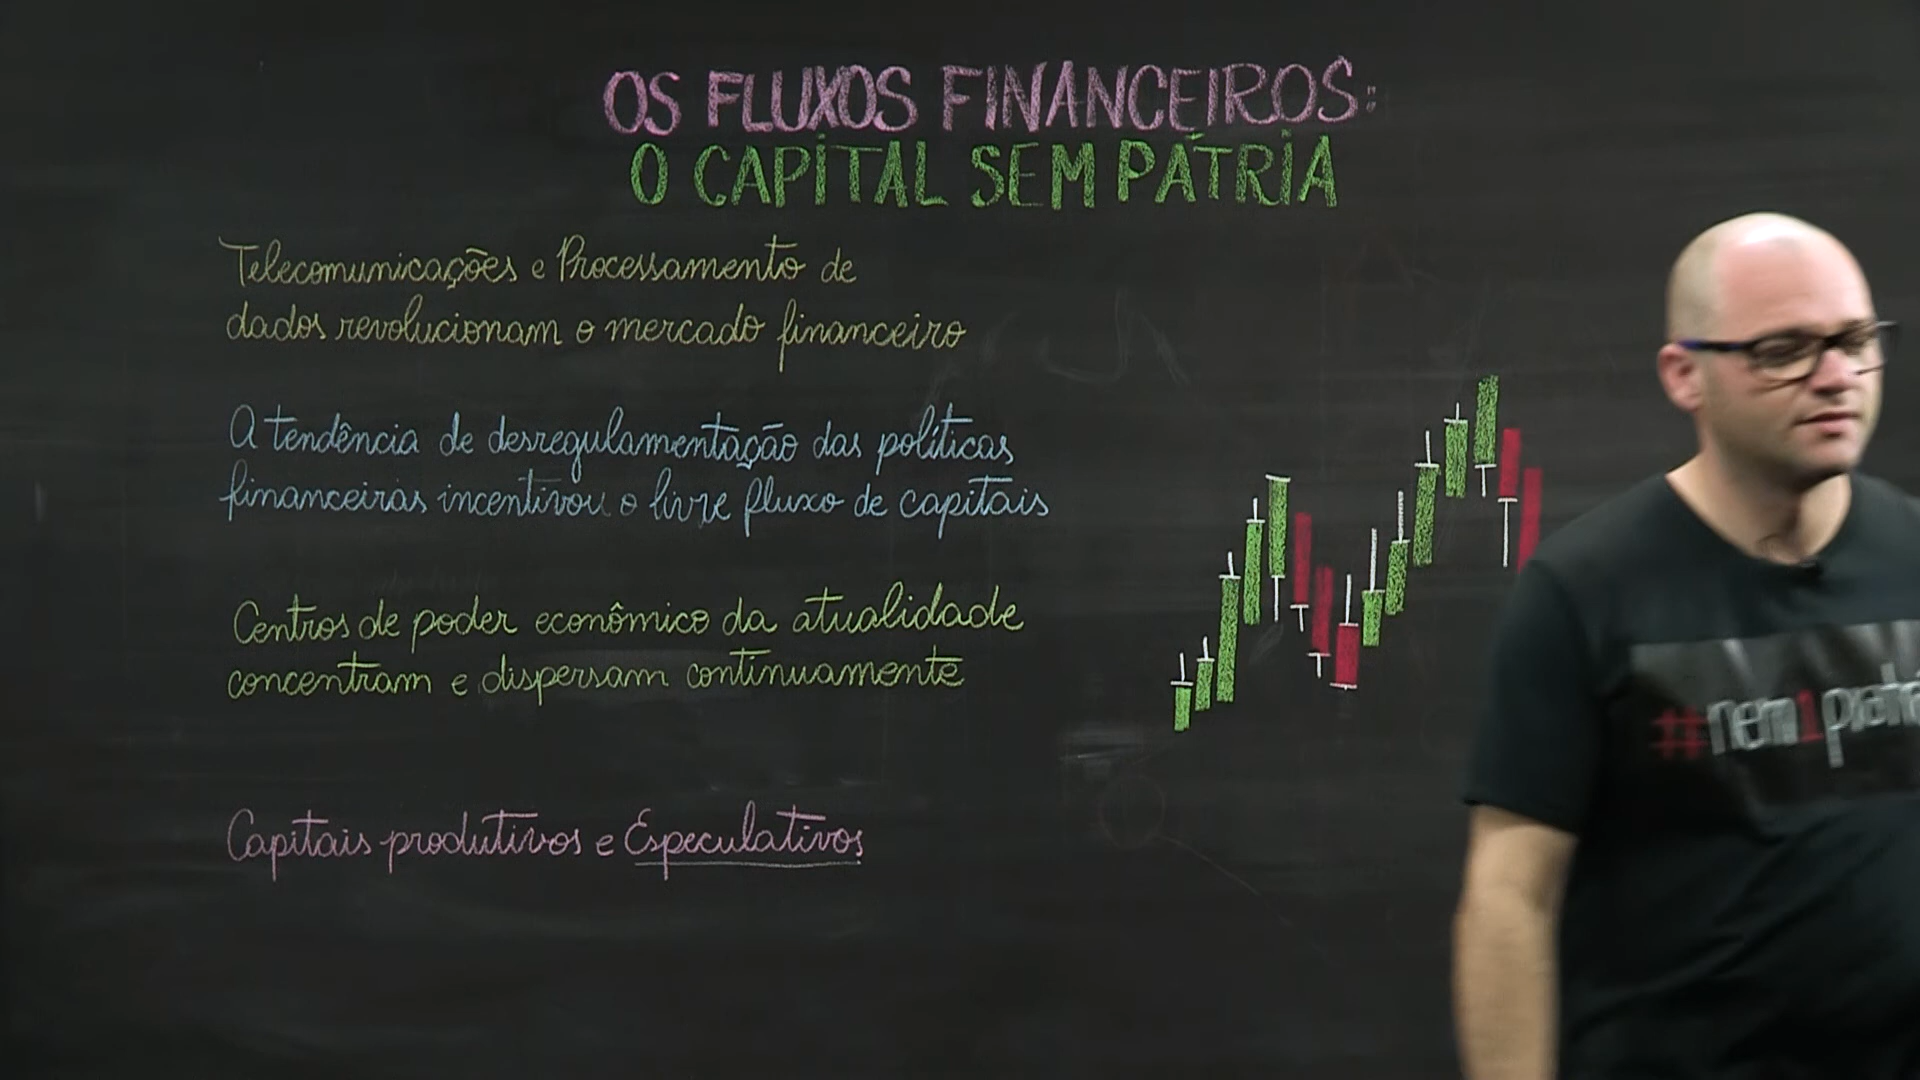 OS FLUXOS FINANCEIROS:
O CAPITAL SEM PÁTRIA
Telecomunicações e Processamento de
dados revolucionam o mercado financeiro
A tendência de desregulamentação das políticas
financeiras incentivou o livre fluxo de capitais
Centros de poder econômico da atualidade
concentram e dispersam continuamente
Capitais produtivos e Especulativos